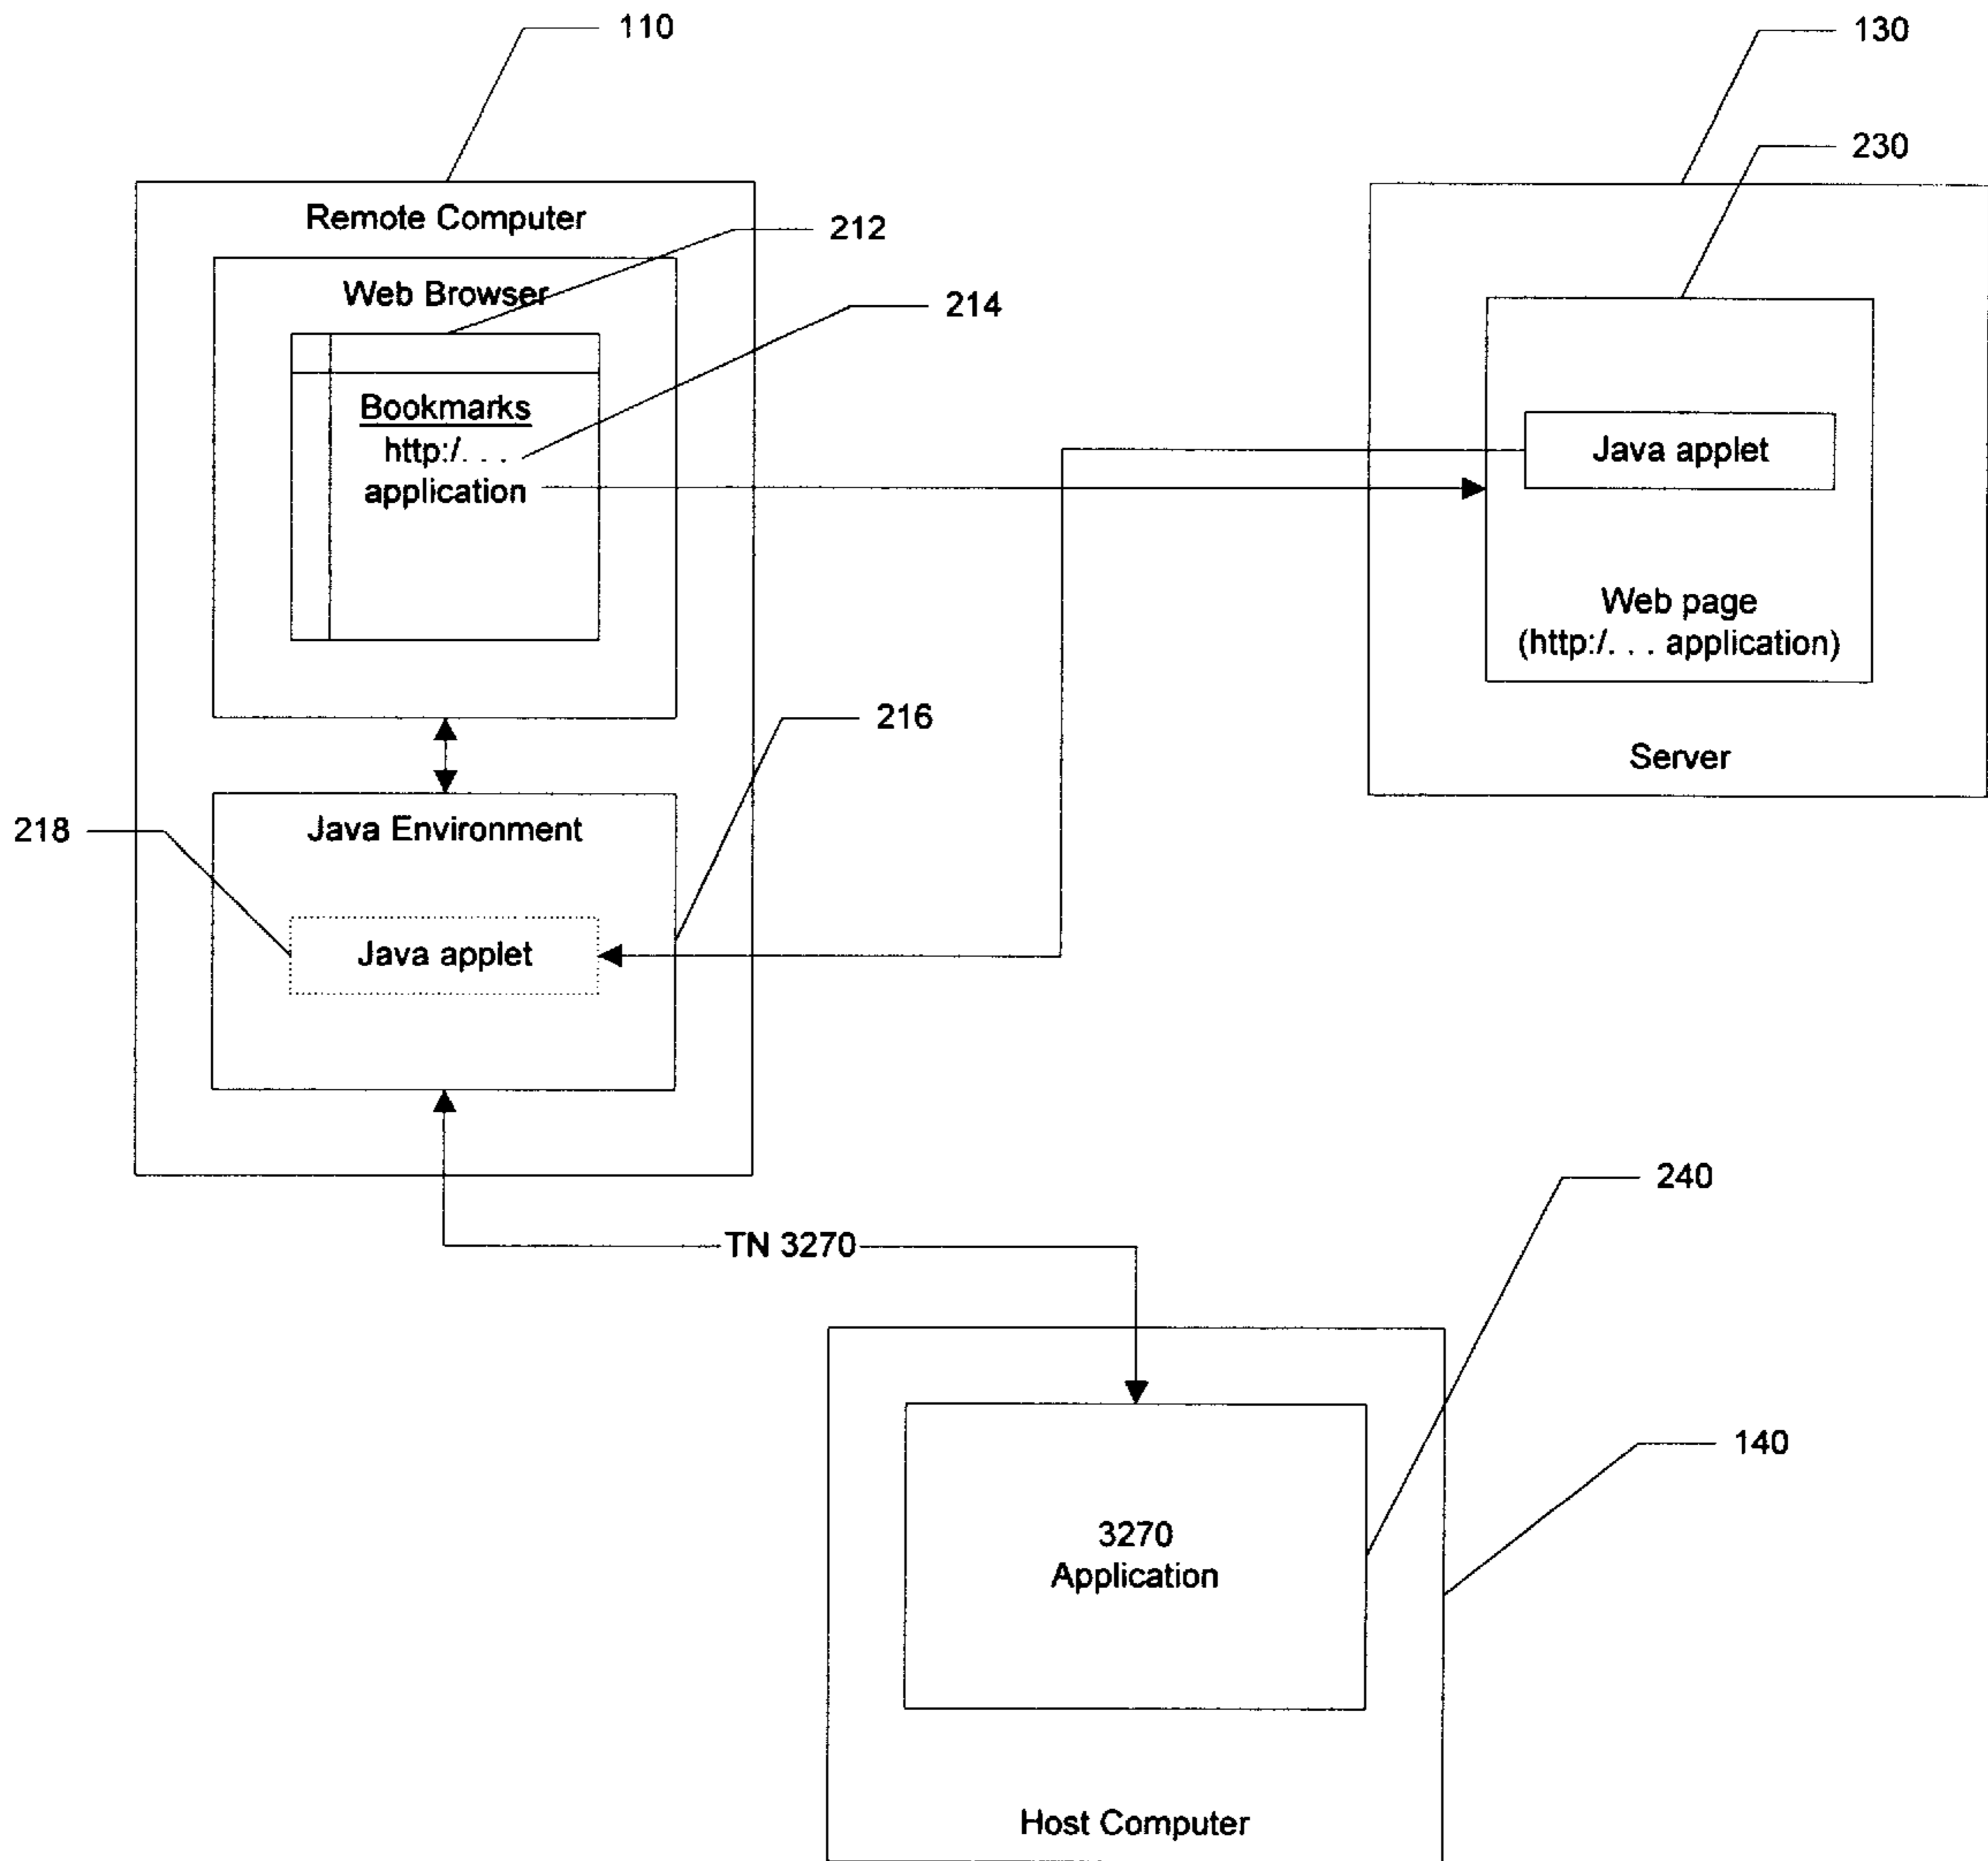 110
130
230
Remote Computer
212
Web Browser
214
Bookmarks
http:/. . .
application
Java applet
Web page
(http:/. . . application)
216
Server
218
Java Environment
Java applet
240
TN 3270
140
3270
Application
Host Computer